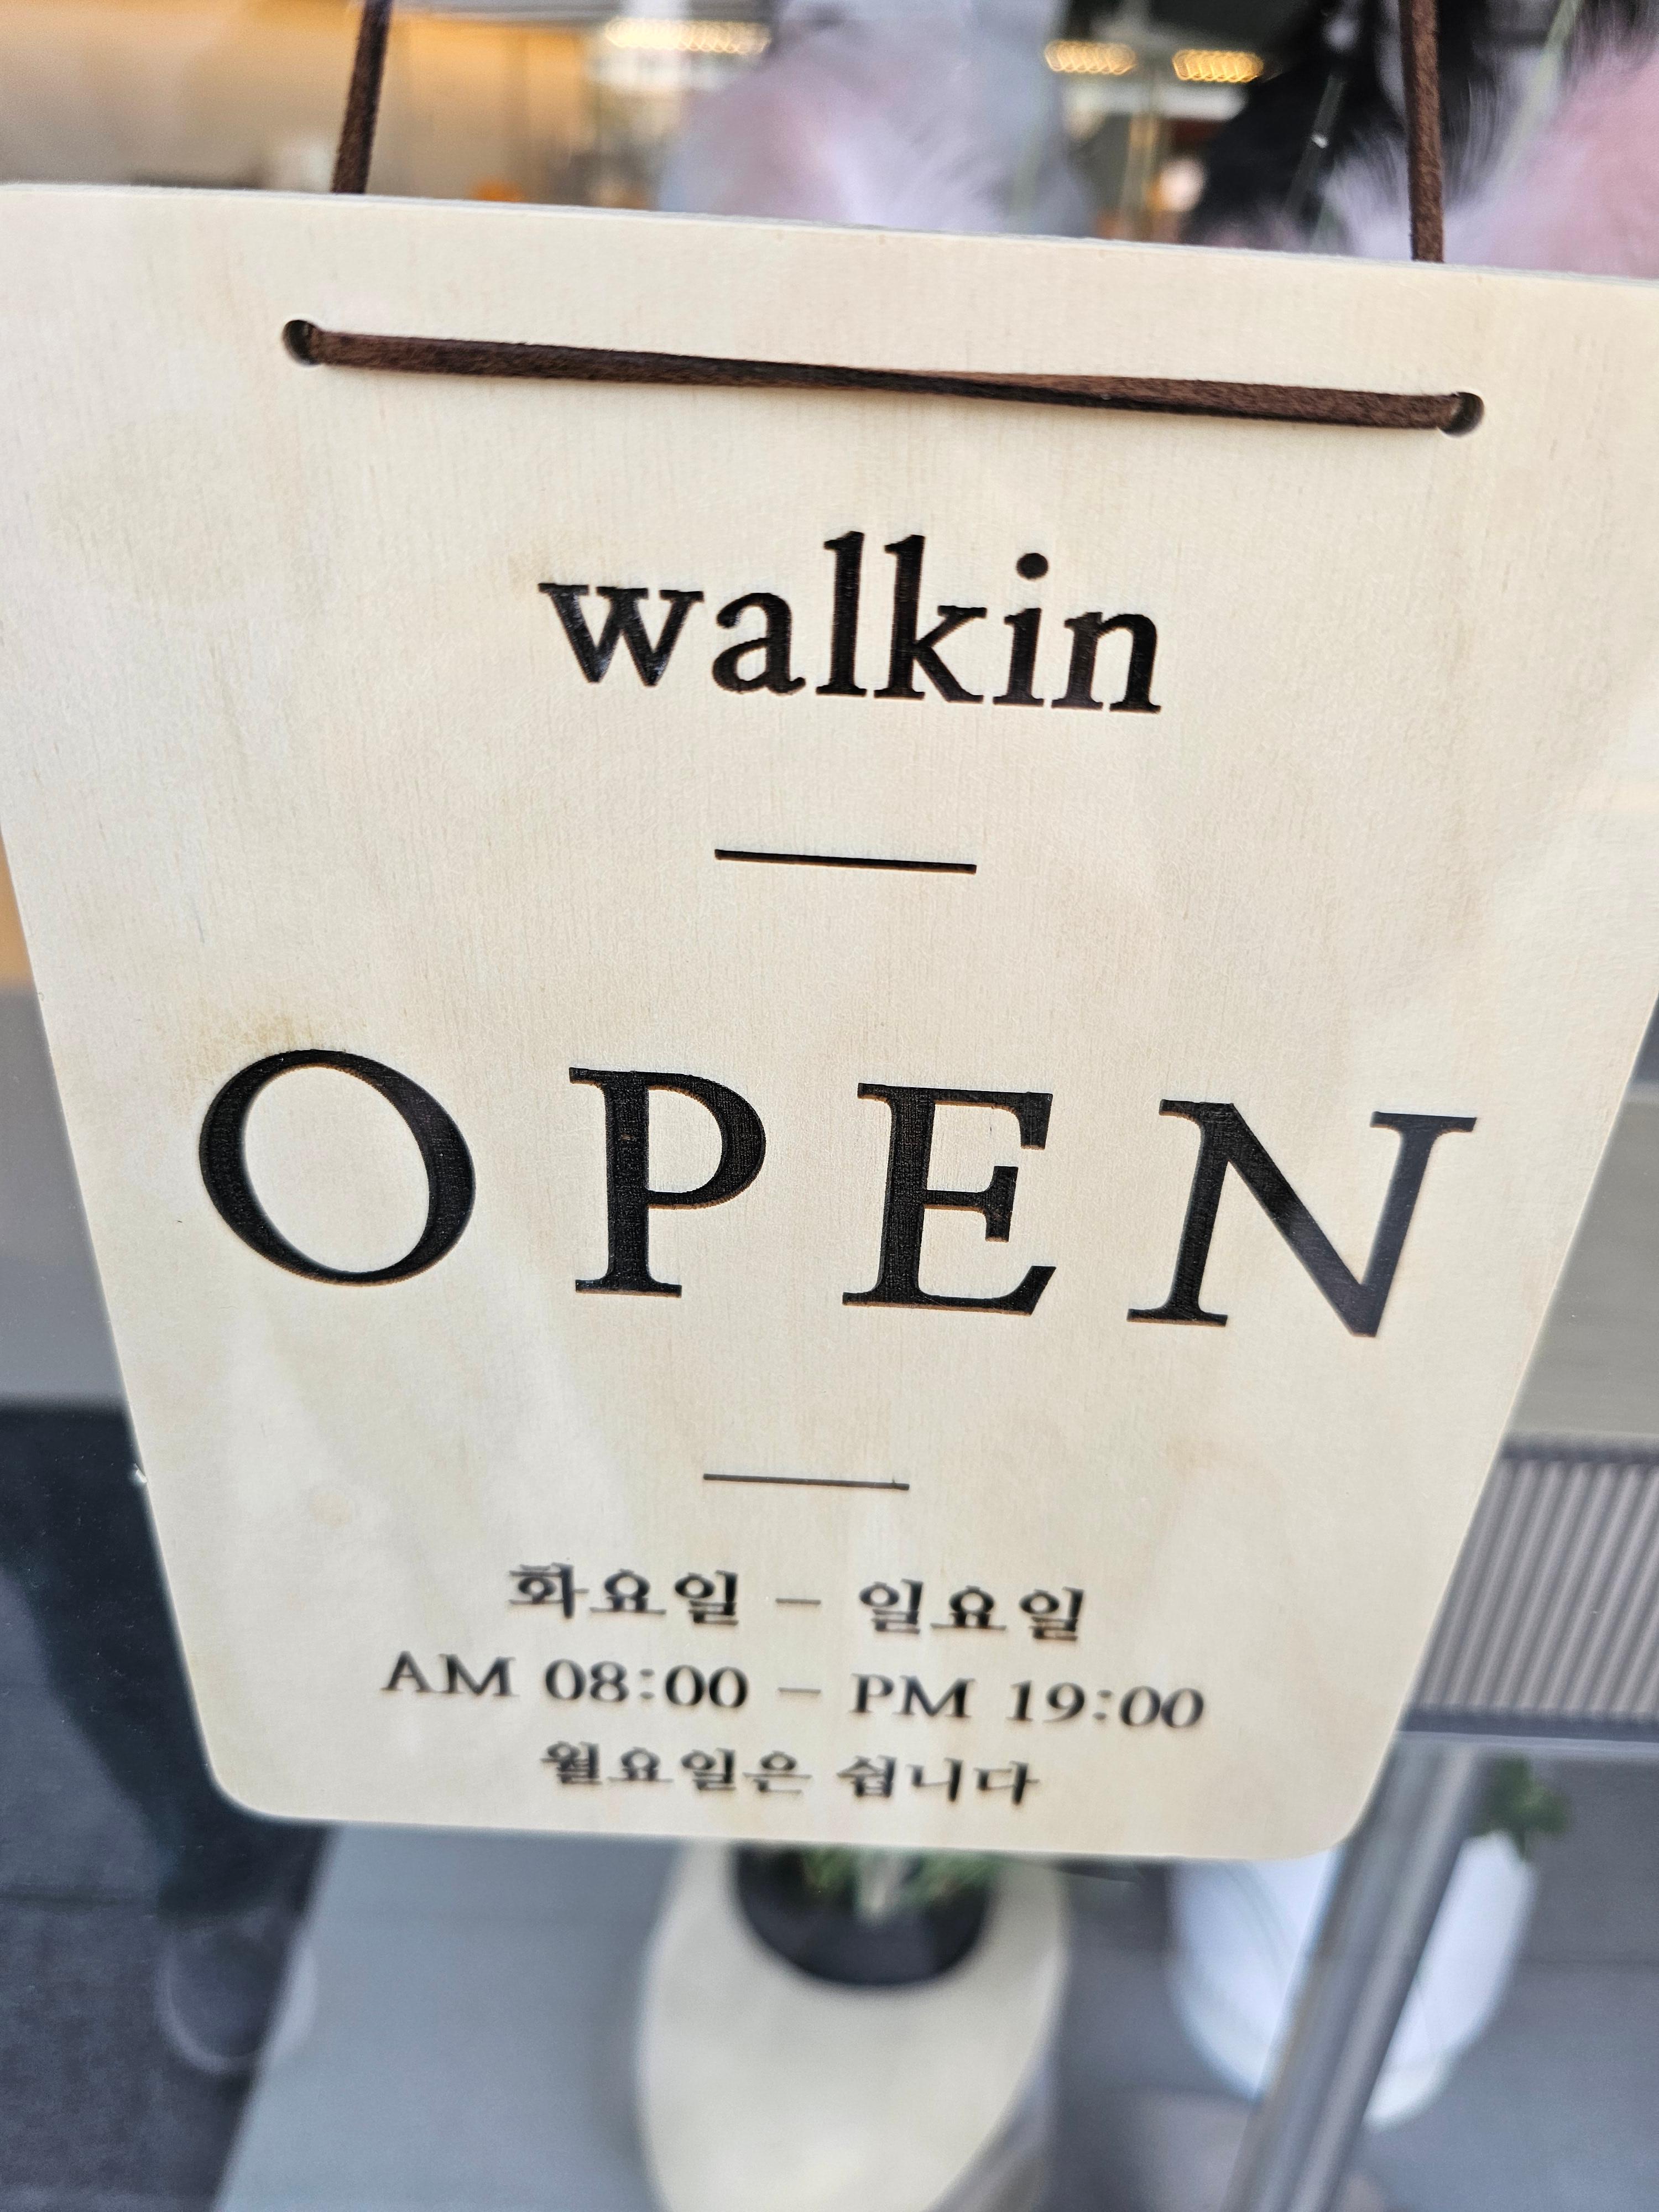 walkin
OPEN
화요일 – 일요일
AM 08:00 – PM 19:00
월요일은 쉽니다